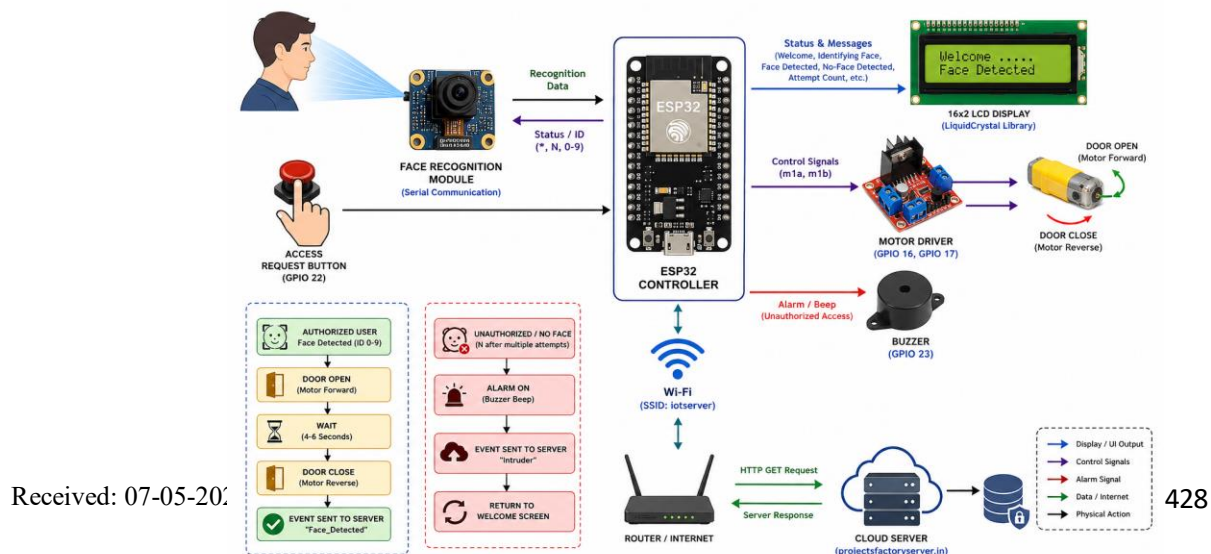 Recognition
Data
Status / ID
(*, N, 0-9)
FACE RECOGNITION
MODULE
(Serial Communication)
ACCESS
REQUEST BUTTON
(GPIO 22)
ESP32
ESP32
CONTROLLER
Status & Messages
(Welcome, Identifying Face,
Face Detected, No-Face Detected,
Attempt Count, etc.)
Welcome .....
Face Detected
16x2 LCD DISPLAY
(LiquidCrystal Library)
Control Signals
(m1a, m1b)
MOTOR DRIVER
(GPIO 16, GPIO 17)
DOOR OPEN
(Motor Forward)
DOOR CLOSE
(Motor Reverse)
Alarm / Beep
(Unauthorized Access)
BUZZER
(GPIO 23)
AUTHORIZED USER
Face Detected (ID 0-9)
DOOR OPEN
(Motor Forward)
WAIT
(4-6 Seconds)
DOOR CLOSE
(Motor Reverse)
EVENT SENT TO SERVER
"Face_Detected"
UNAUTHORIZED / NO FACE
(N after multiple attempts)
ALARM ON
(Buzzer Beep)
EVENT SENT TO SERVER
"Intruder"
RETURN TO
WELCOME SCREEN
Wi-Fi
(SSID: iotserver)
HTTP GET Request
Server Response
ROUTER / INTERNET
CLOUD SERVER
(projectsfactoryserver.in)
Display / UI Output
Control Signals
Alarm Signal
Data / Internet
Physical Action
Received: 07-05-202
428